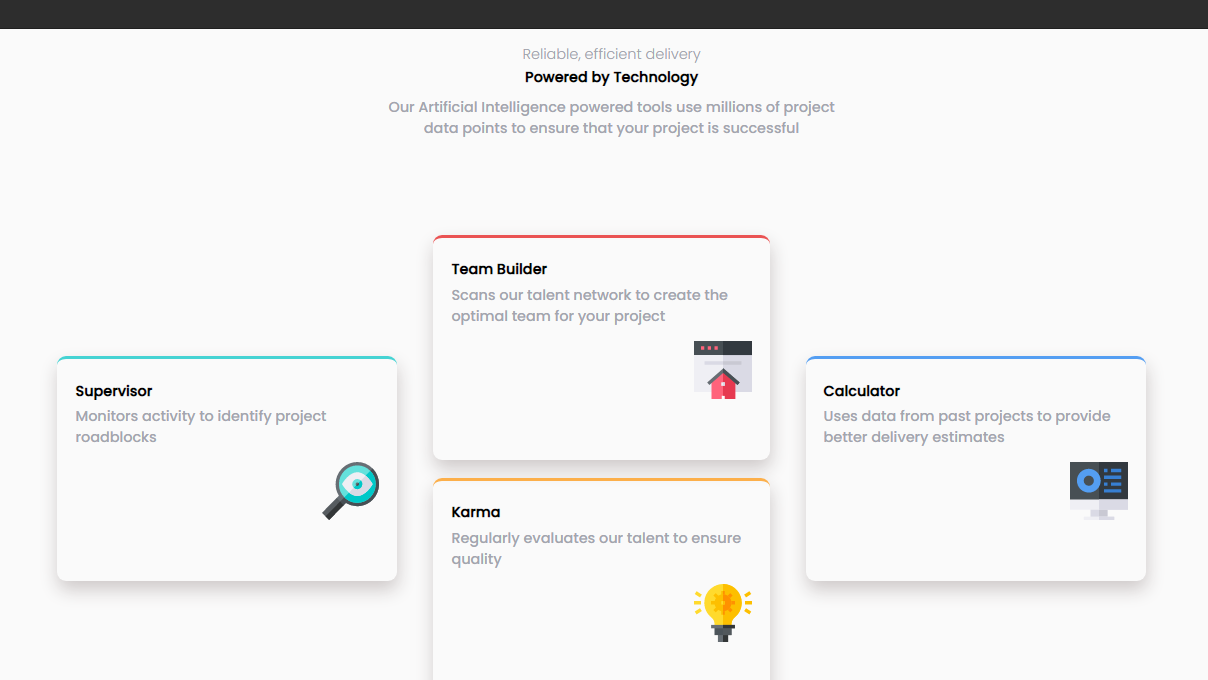 Reliable, efficient delivery
Powered by Technology
Our Artificial Intelligence powered tools use millions of project
data points to ensure that your project is successful
Team Builder
Scans our talent network to create the
optimal team for your project
Supervisor
Monitors activity to identify project
roadblocks
Calculator
Uses data from past projects to provide
better delivery estimates
Karma
Regularly evaluates our talent to ensure
quality